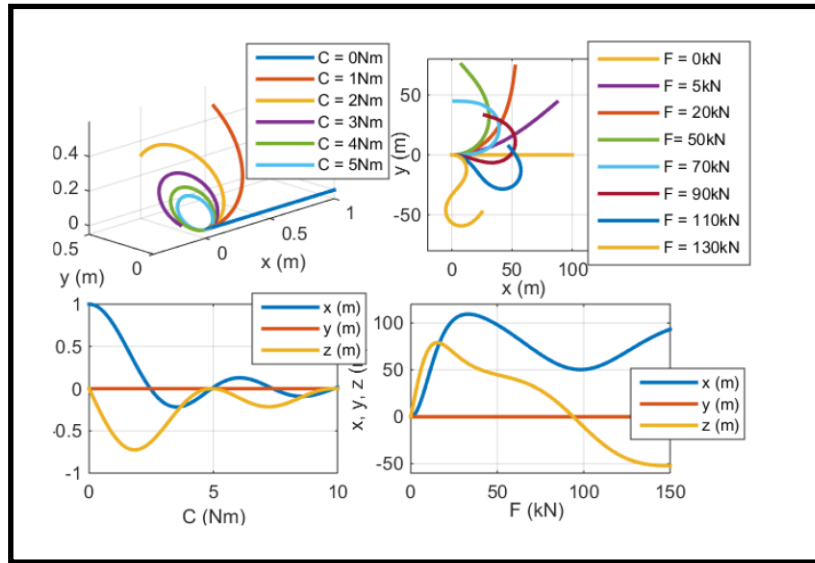 C = 0Nm
C = 1Nm
C = 2Nm
C = 3Nm
C = 4Nm
C = 5Nm
0.4
0.2
0
0.5
0
0
0.5
1
y (m)
x (m)
F = 0kN
F = 5kN
F = 20kN
F= 50kN
F = 70kN
F = 90kN
F = 110kN
F = 130kN
50
0
-50
y (m)
0
50
100
x (m)
1
0.5
0
-0.5
-1
x (m)
y (m)
z (m)
0
5
10
C (Nm)
100
50
0
-50
x, y, z
x (m)
y (m)
z (m)
0
50
100
150
F (kN)